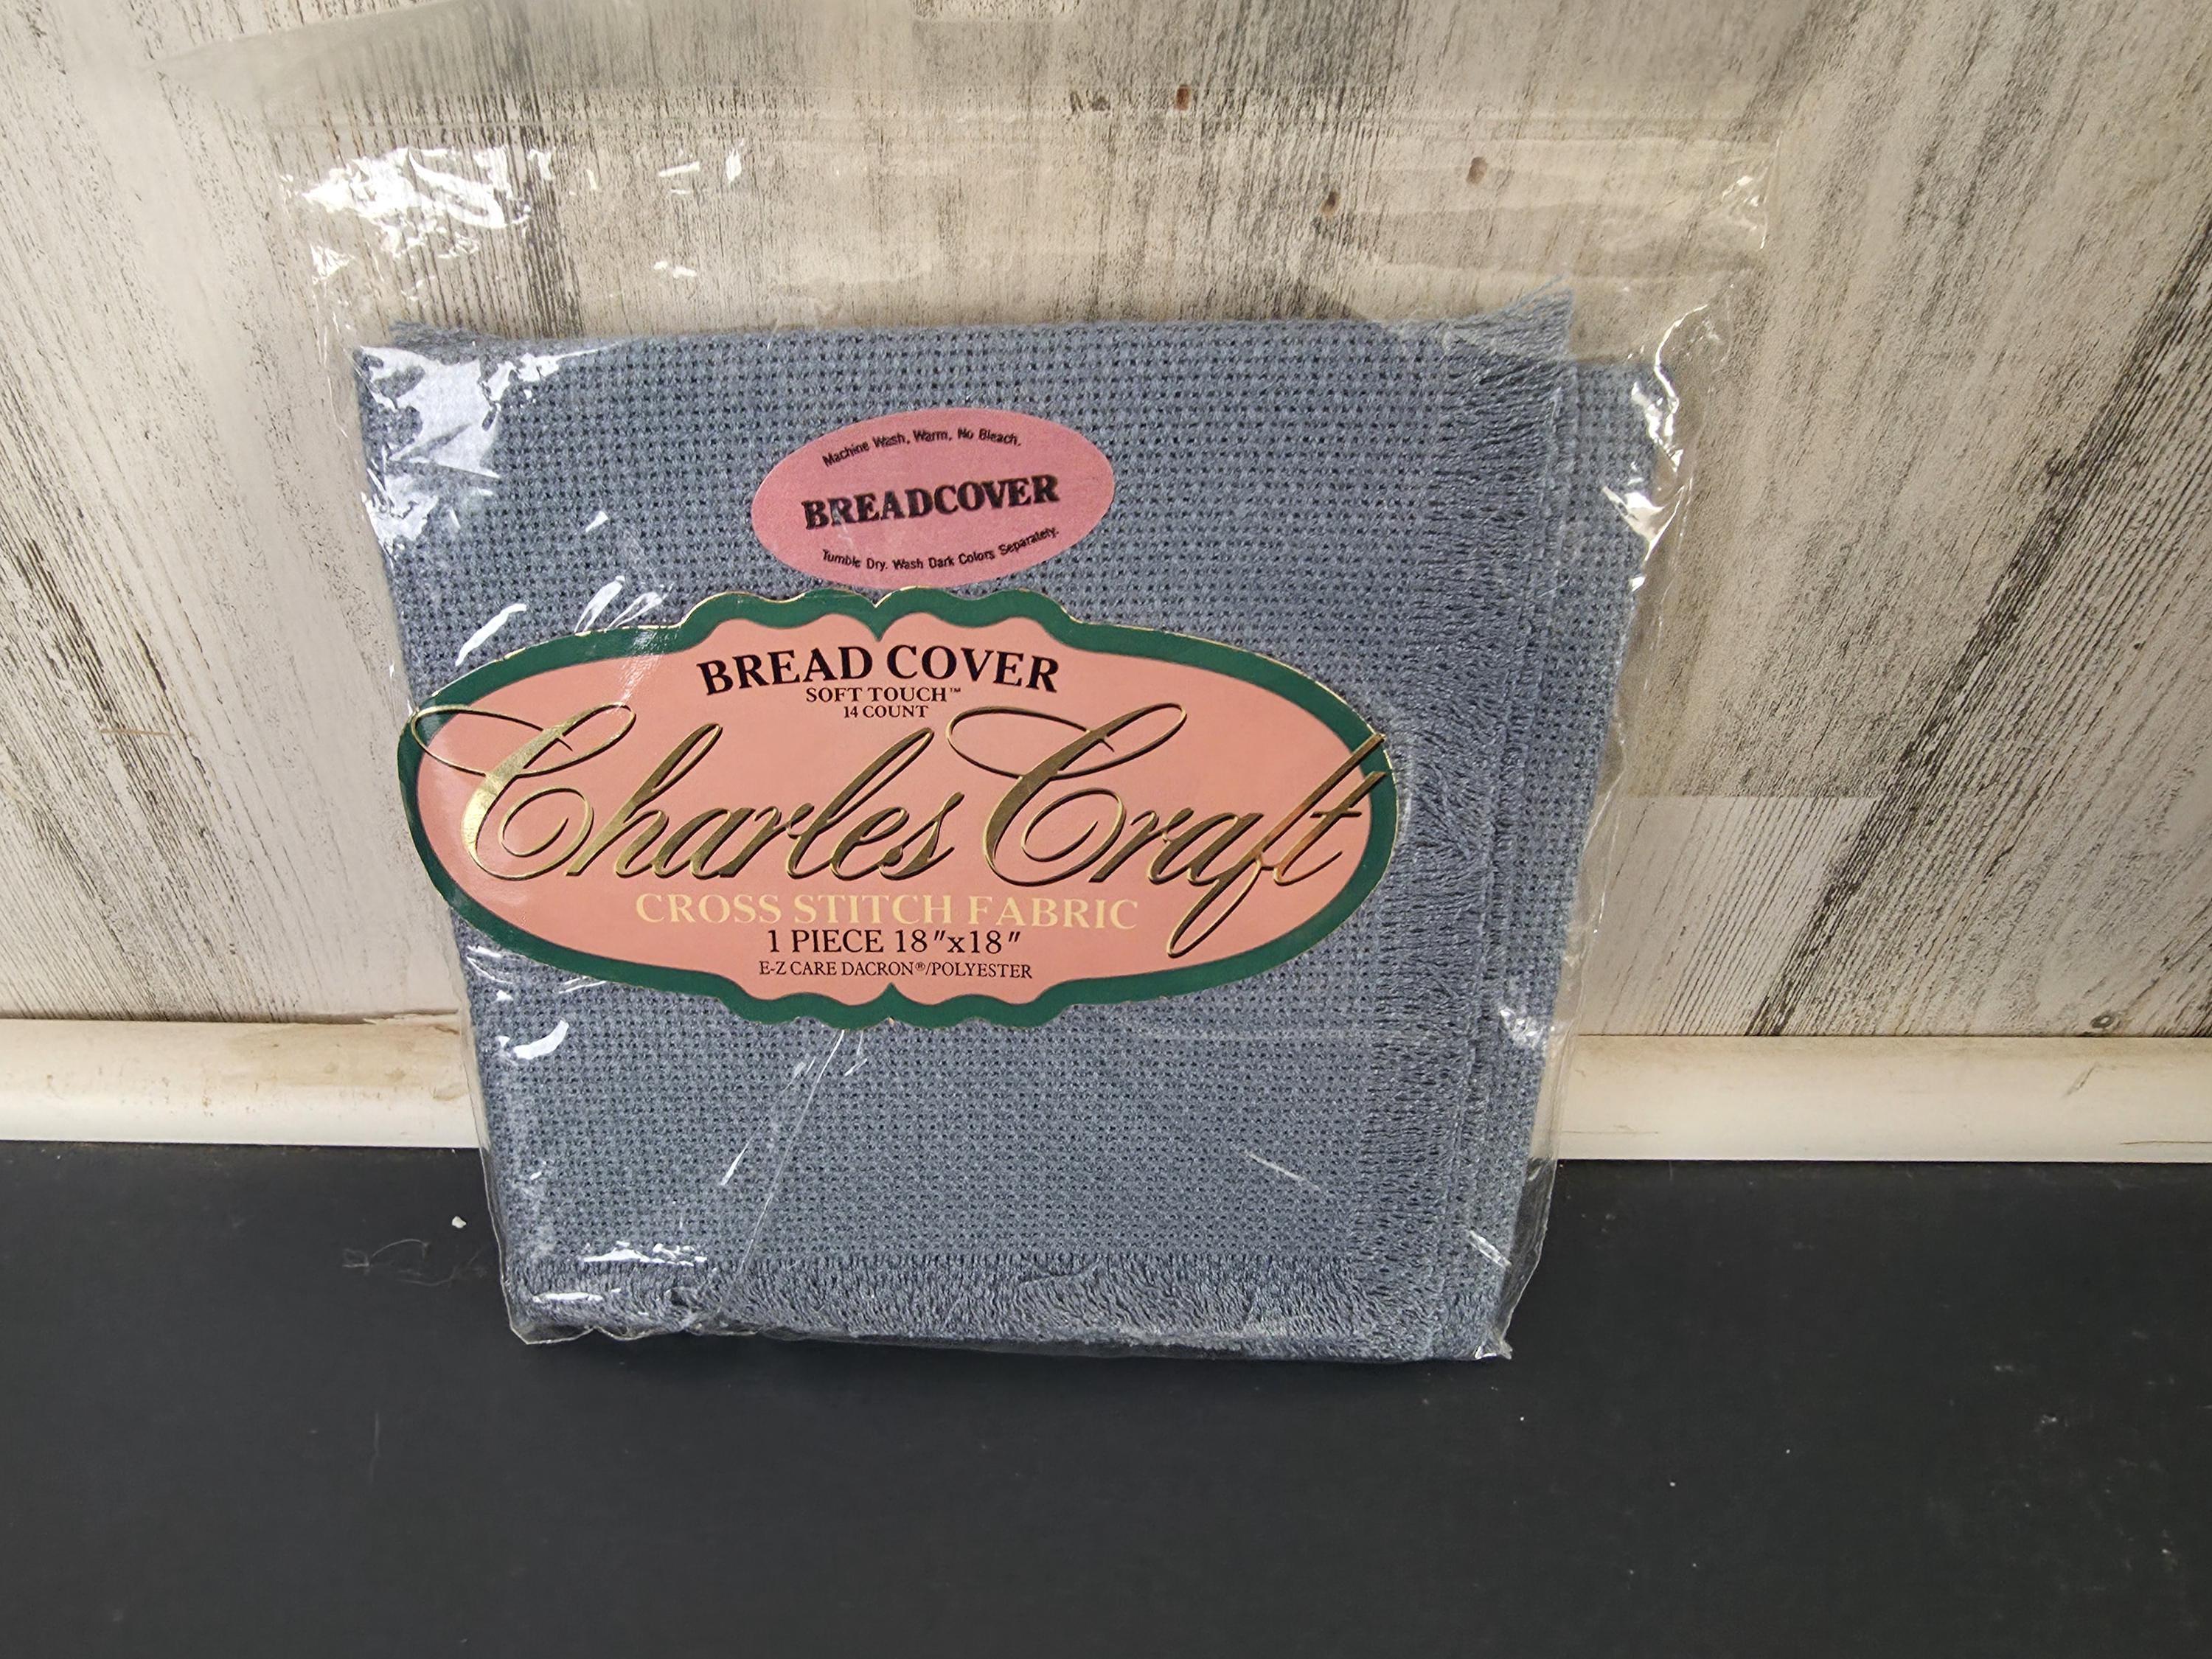 Machine Wash, Warm, No Bleach.
BREADCOVER
Tumble Dry. Wash Dark Colors Separately.
BREAD COVER
SOFT TOUCH™
14 COUNT
Charles Craft
CROSS STITCH FABRIC
1 PIECE 18"x18"
E-Z CARE DACRON®/POLYESTER